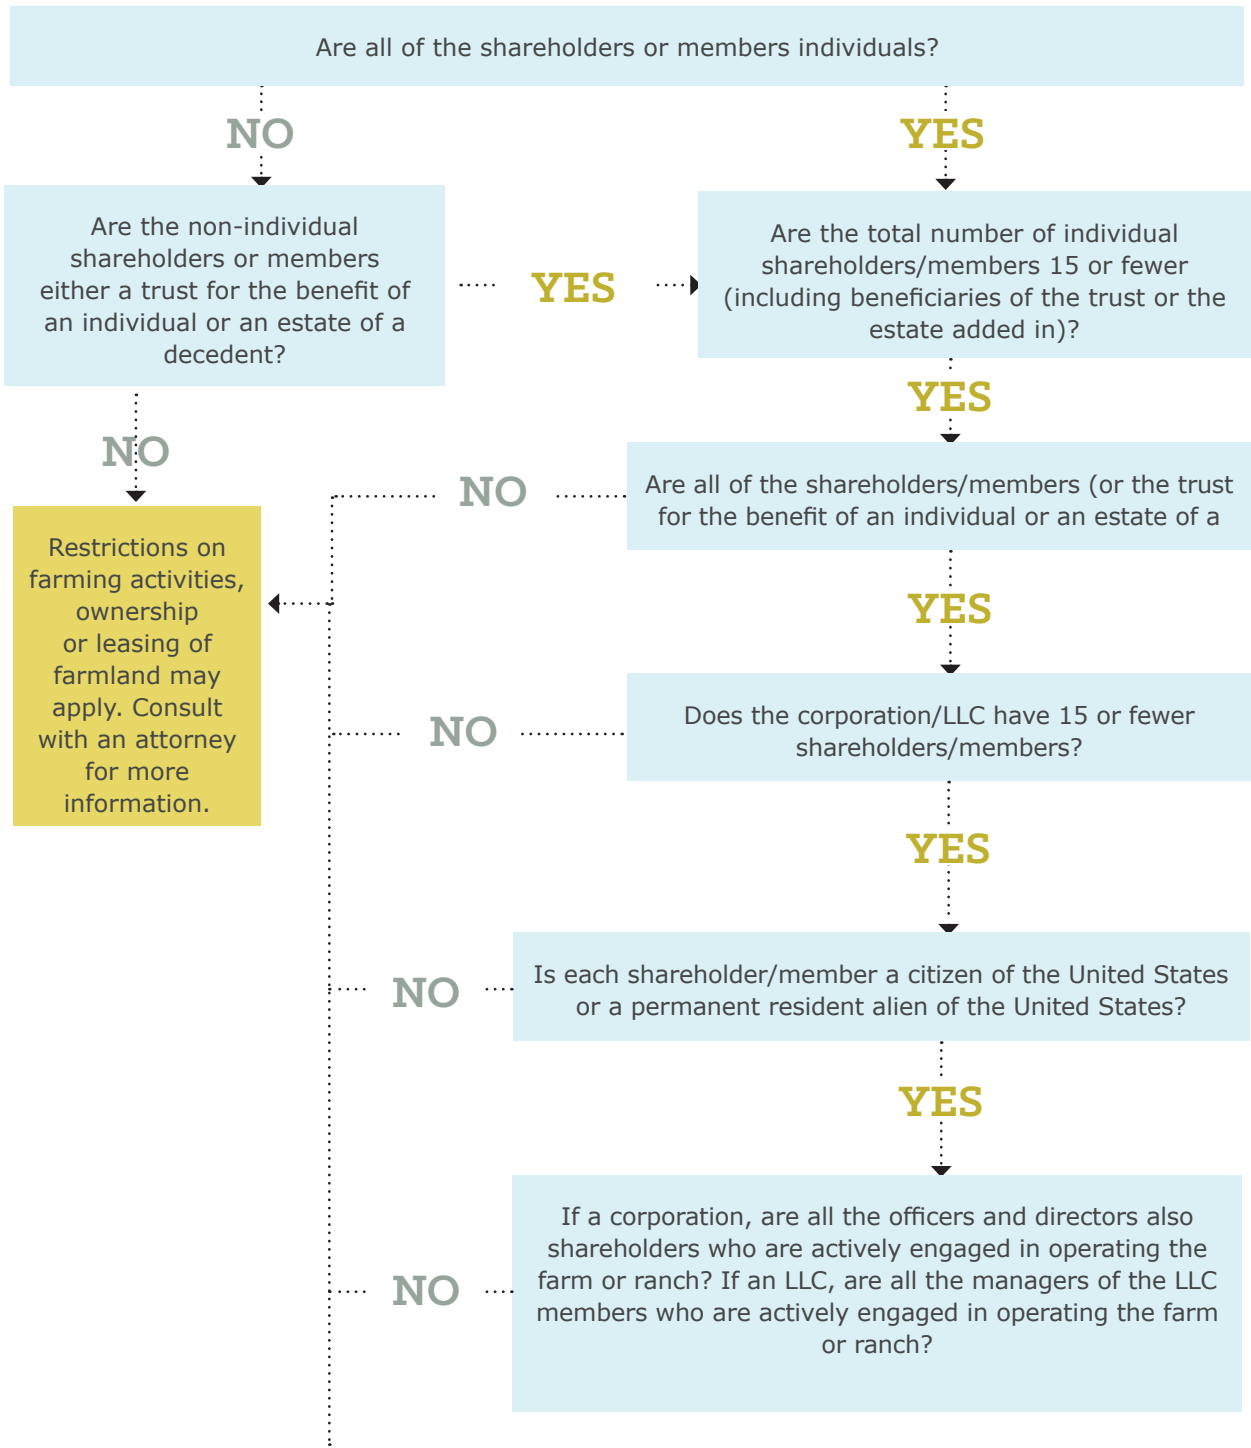 Are all of the shareholders or members individuals?
NO
YES
Are the non-individual
shareholders or members
either a trust for the benefit of
an individual or an estate of a
decedent?
YES
Are the total number of individual
shareholders/members 15 or fewer
(including beneficiaries of the trust or the
estate added in)?
YES
NO
NO
Are all of the shareholders/members (or the trust
for the benefit of an individual or an estate of a
Restrictions on
farming activities,
ownership
or leasing of
farmland may
apply. Consult
with an attorney
for more
information.
YES
NO
Does the corporation/LLC have 15 or fewer
shareholders/members?
YES
NO
Is each shareholder/member a citizen of the United States
or a permanent resident alien of the United States?
YES
NO
If a corporation, are all the officers and directors also
shareholders who are actively engaged in operating the
farm or ranch? If an LLC, are all the managers of the LLC
members who are actively engaged in operating the farm
or ranch?